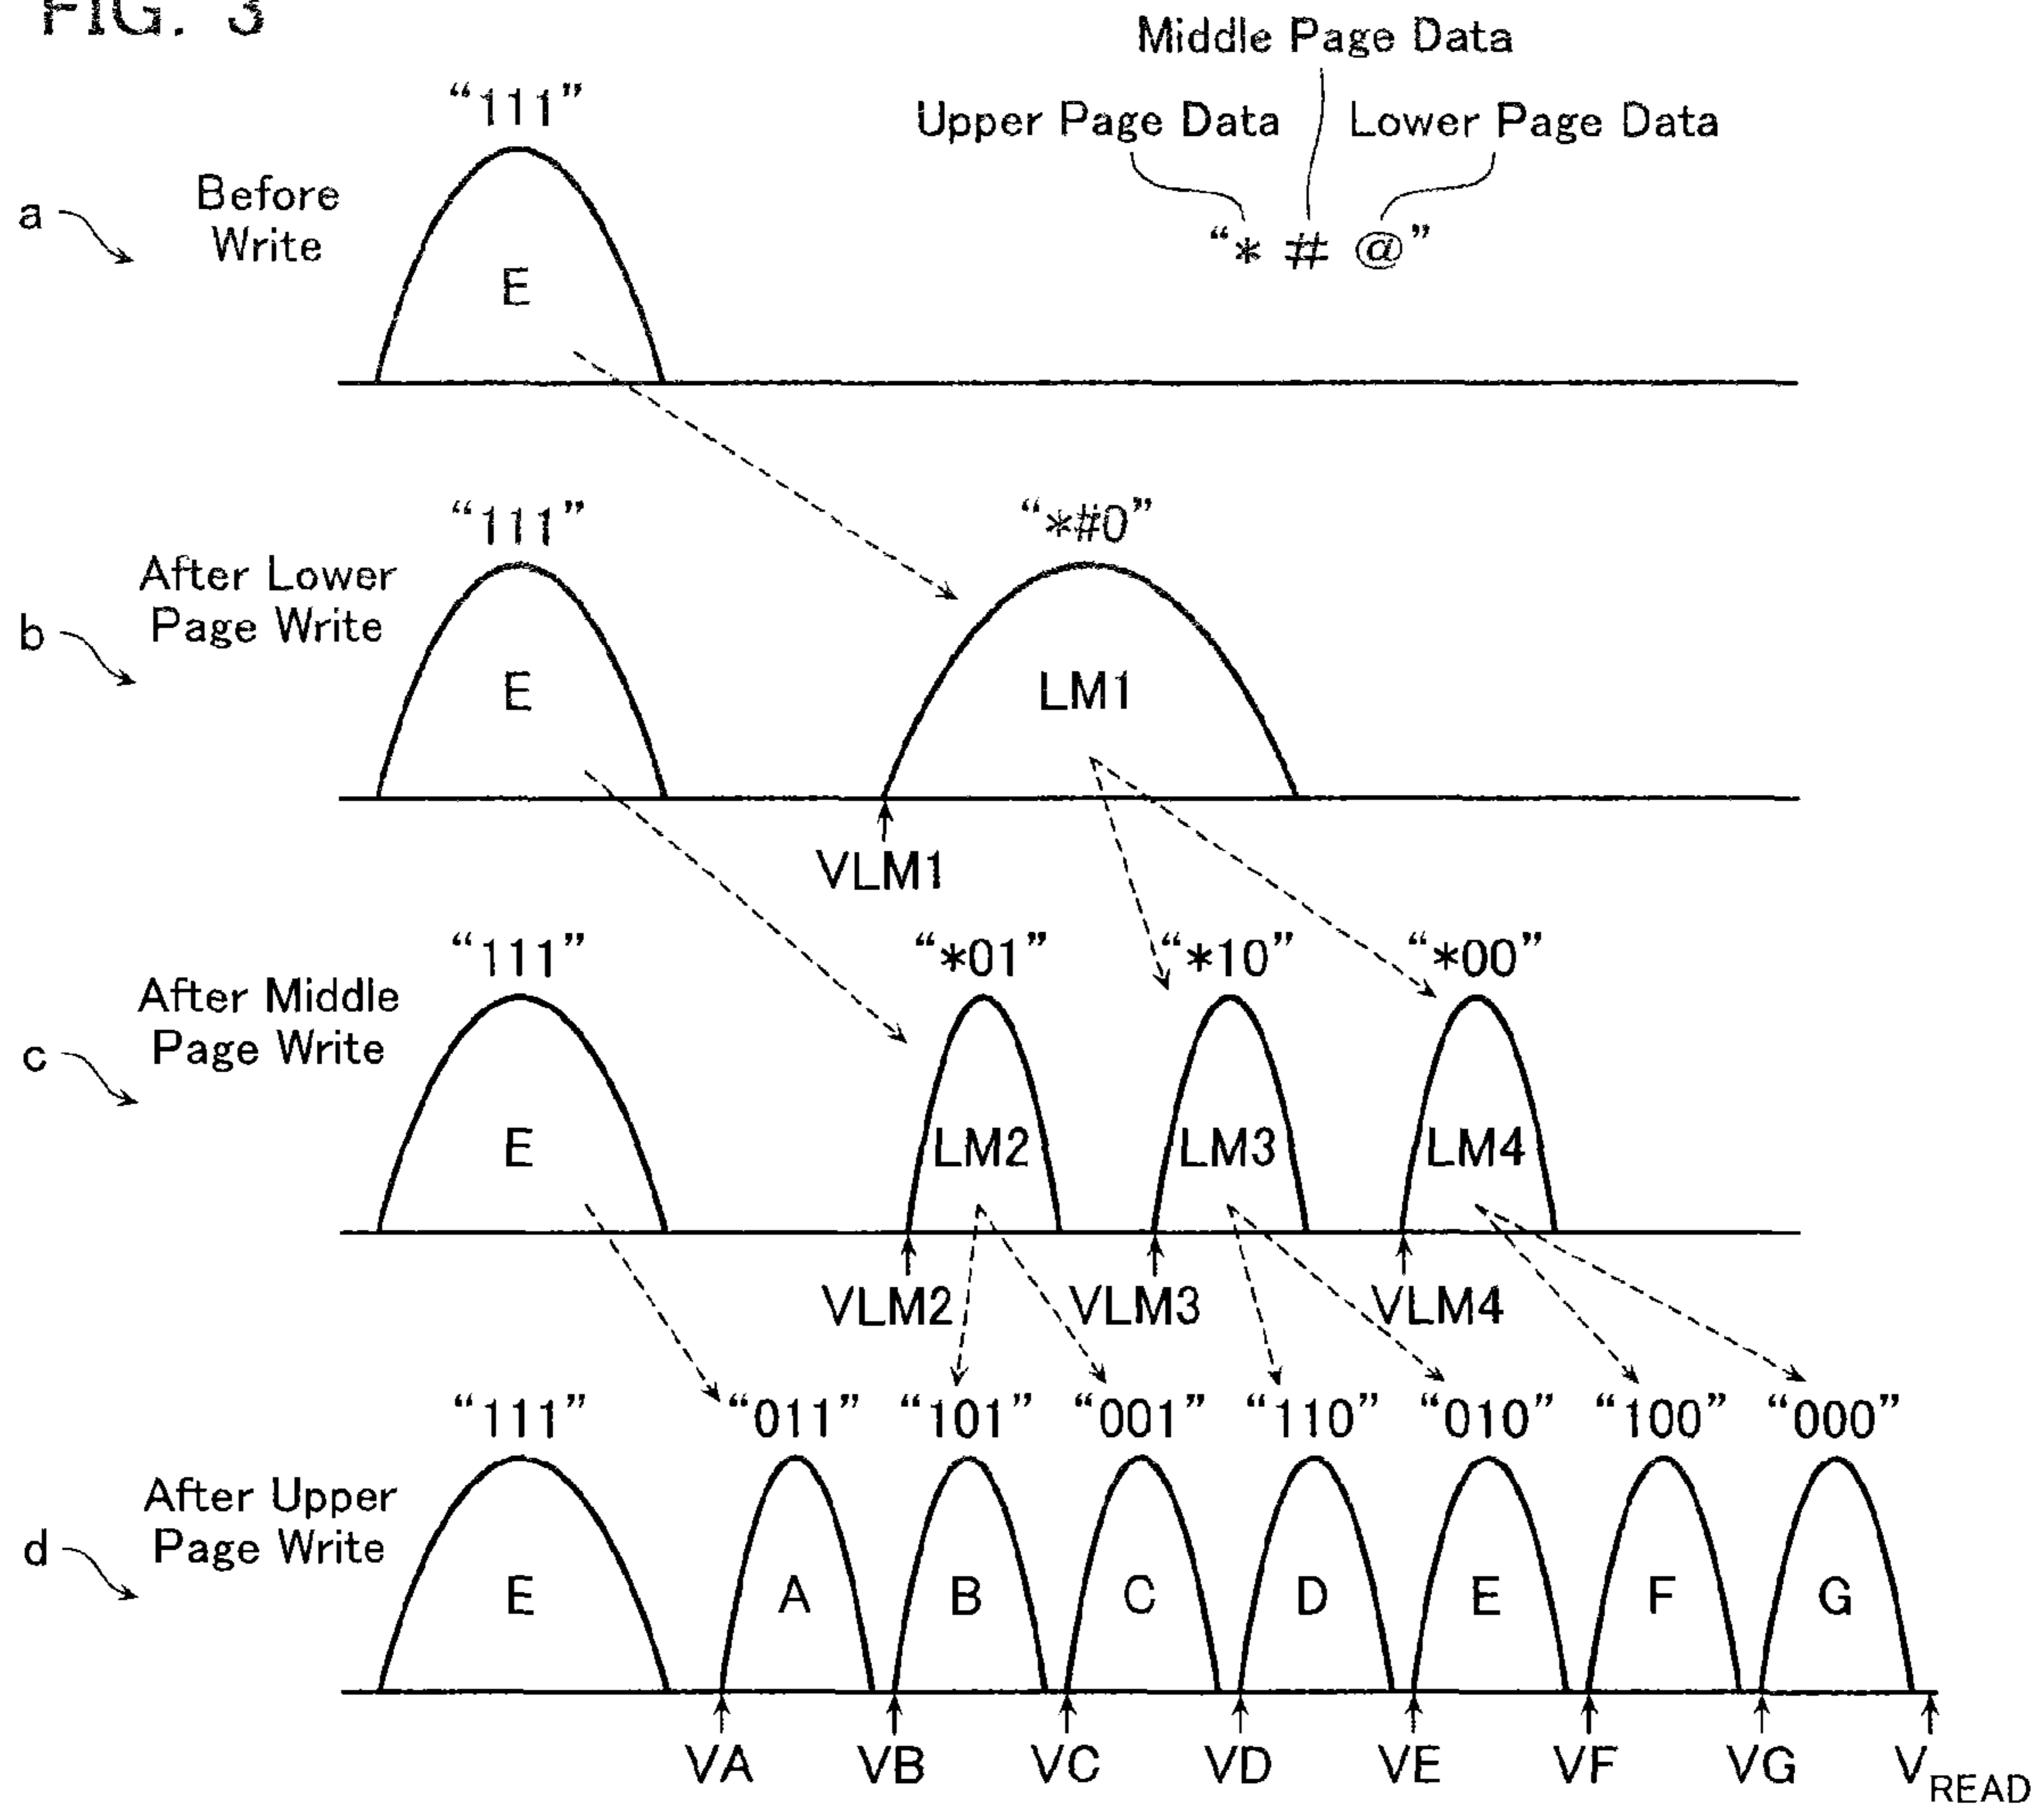 FIG. 3
Middle Page Data
Upper Page Data
Lower Page Data
“* # @”
a
Before
Write
“111”
E
b
After Lower
Page Write
“111”
“*#0”
E
LM1
VLM1
c
After Middle
Page Write
“111”
“*01”
“*10”
“*00”
E
LM2
LM3
LM4
VLM2
VLM3
VLM4
d
After Upper
Page Write
“111”
“011”
“101”
“001”
“110”
“010”
“100”
“000”
E
A
B
C
D
E
F
G
VA
VB
VC
VD
VE
VF
VG
VREAD